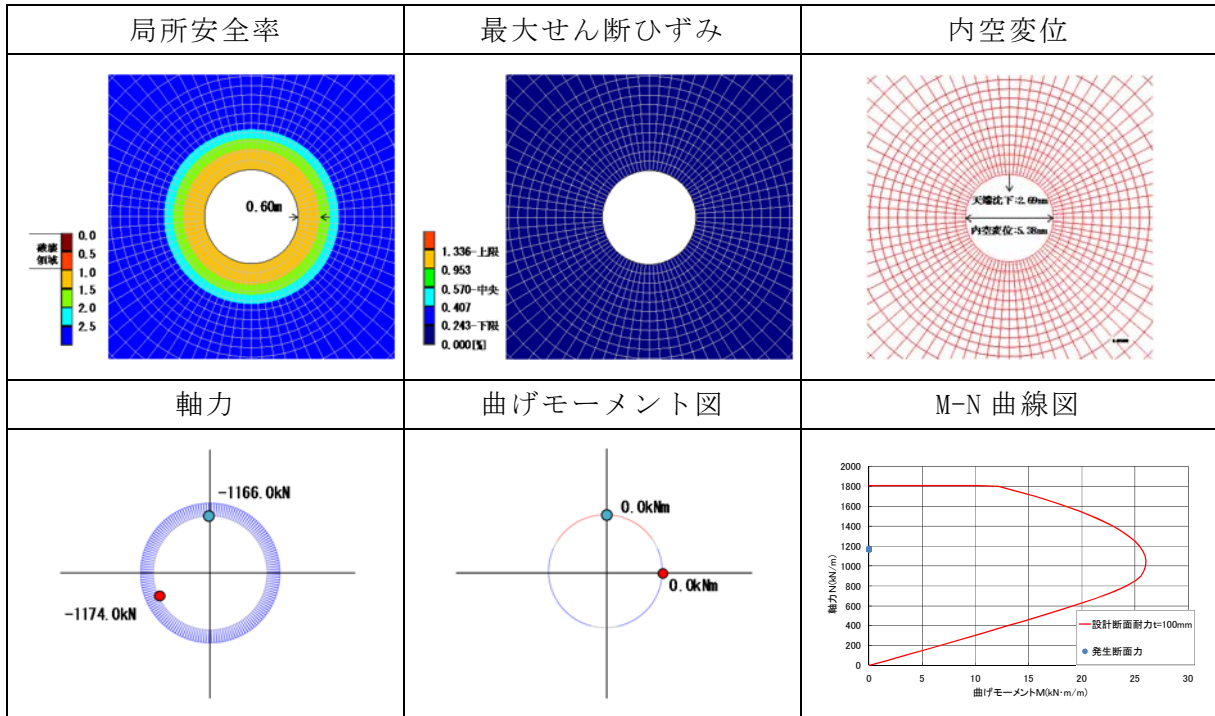 局所安全率
最大せん断ひずみ
内空変位
0.60m
破壊
領域
0.0
0.5
1.0
1.5
2.0
2.5
1.336-上限
0.953
0.570-中央
0.407
0.243-下限
0.000[%]
天端沈下:2.69mm
内空変位:5.38mm
軸力
曲げモーメント図
M-N 曲線図
-1166.0kN
-1174.0kN
0.0kNm
0.0kNm
軸力N(kN/m)
2000
1800
1600
1400
1200
1000
800
600
400
200
0
設計断面耐力t=100mm
発生断面力
0 5 10 15 20 25 30
曲げモーメントM(kN·m/m)